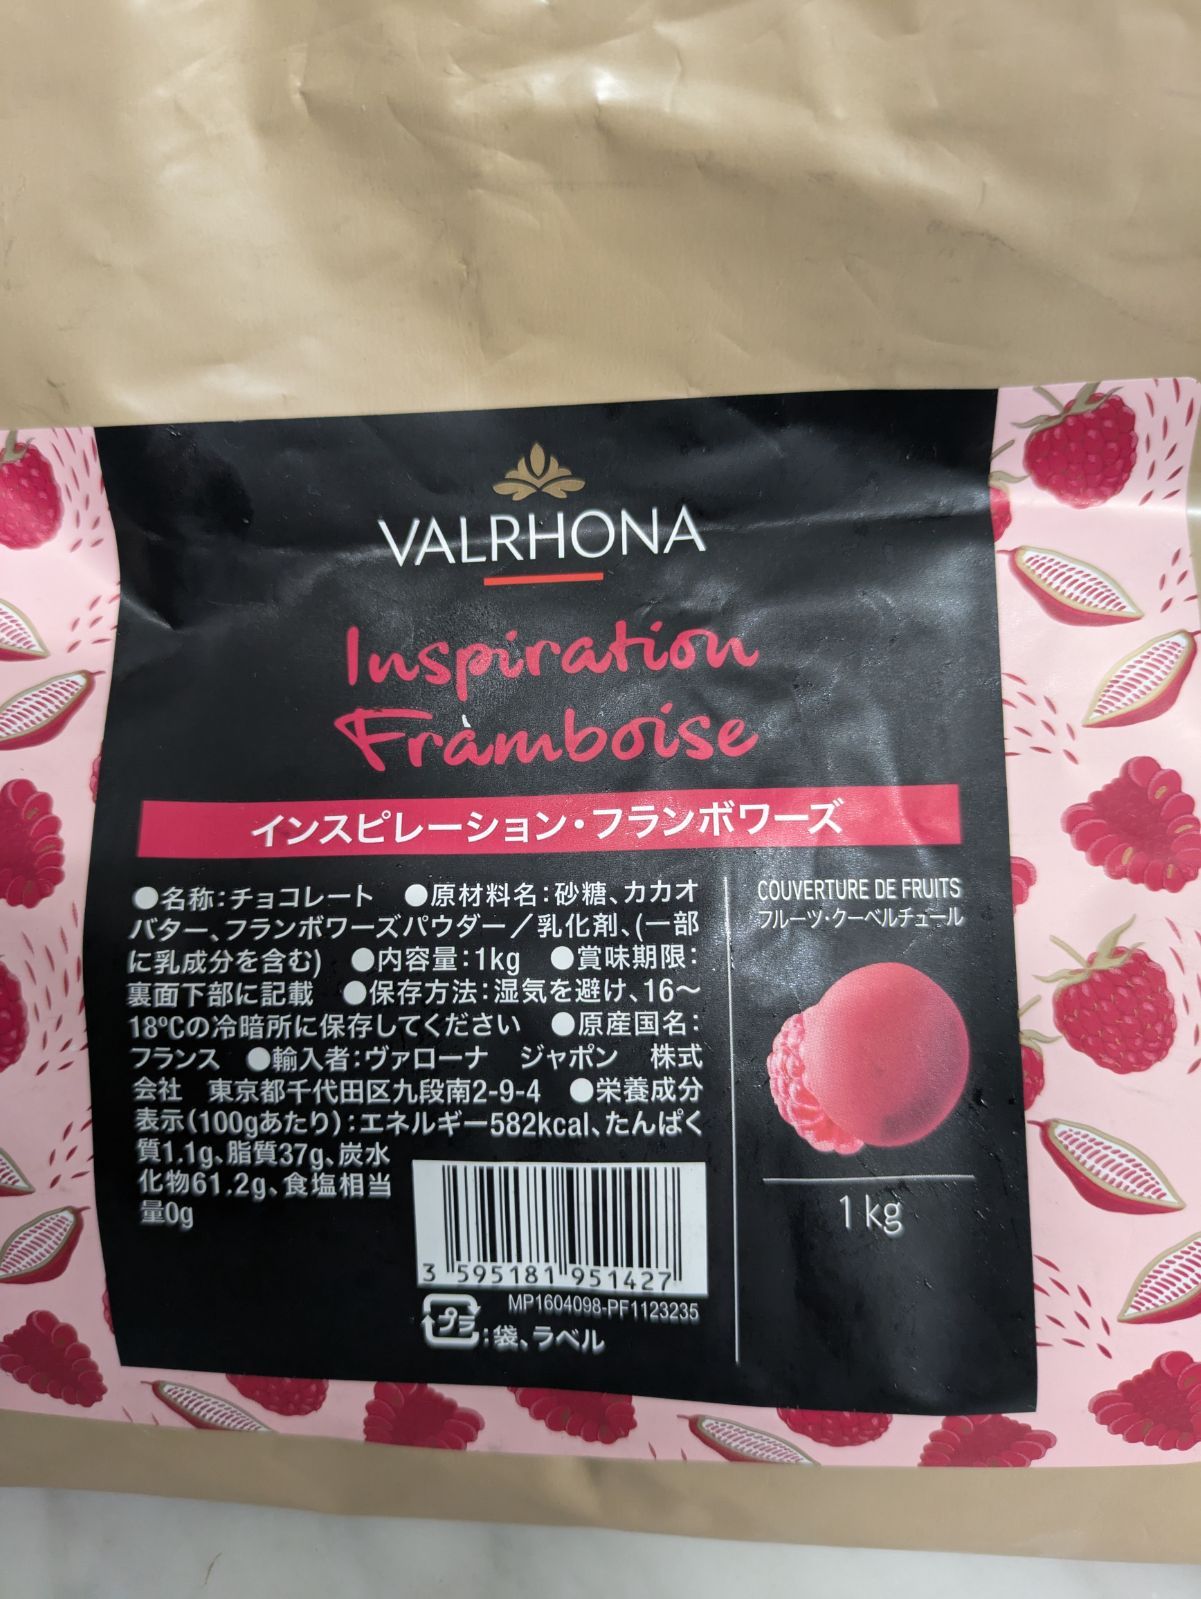 VALRHONA
Inspiration
Framboise
インスピレーション・フランボワーズ
●名称：チョコレート ●原材料名：砂糖、カカオ
バター、フランボワーズパウダー／乳化剤、(一部
に乳成分を含む) ●内容量：1kg ●賞味期限：
裏面下部に記載 ●保存方法：湿気を避け、16～
18℃の冷暗所に保存してください ●原産国名：
フランス ●輸入者：ヴァローナ ジャポン 株式
会社 東京都千代田区九段南2-9-4 ●栄養成分
表示(100gあたり)：エネルギー582kcal、たんぱく
質1.1g、脂質37g、炭水
化物61.2g、食塩相当
量0g
3 595181 951427
MP1604098-PF1123235
プラ：袋、ラベル
COUVERTURE DE FRUITS
フルーツ・クーベルチュール
1 kg